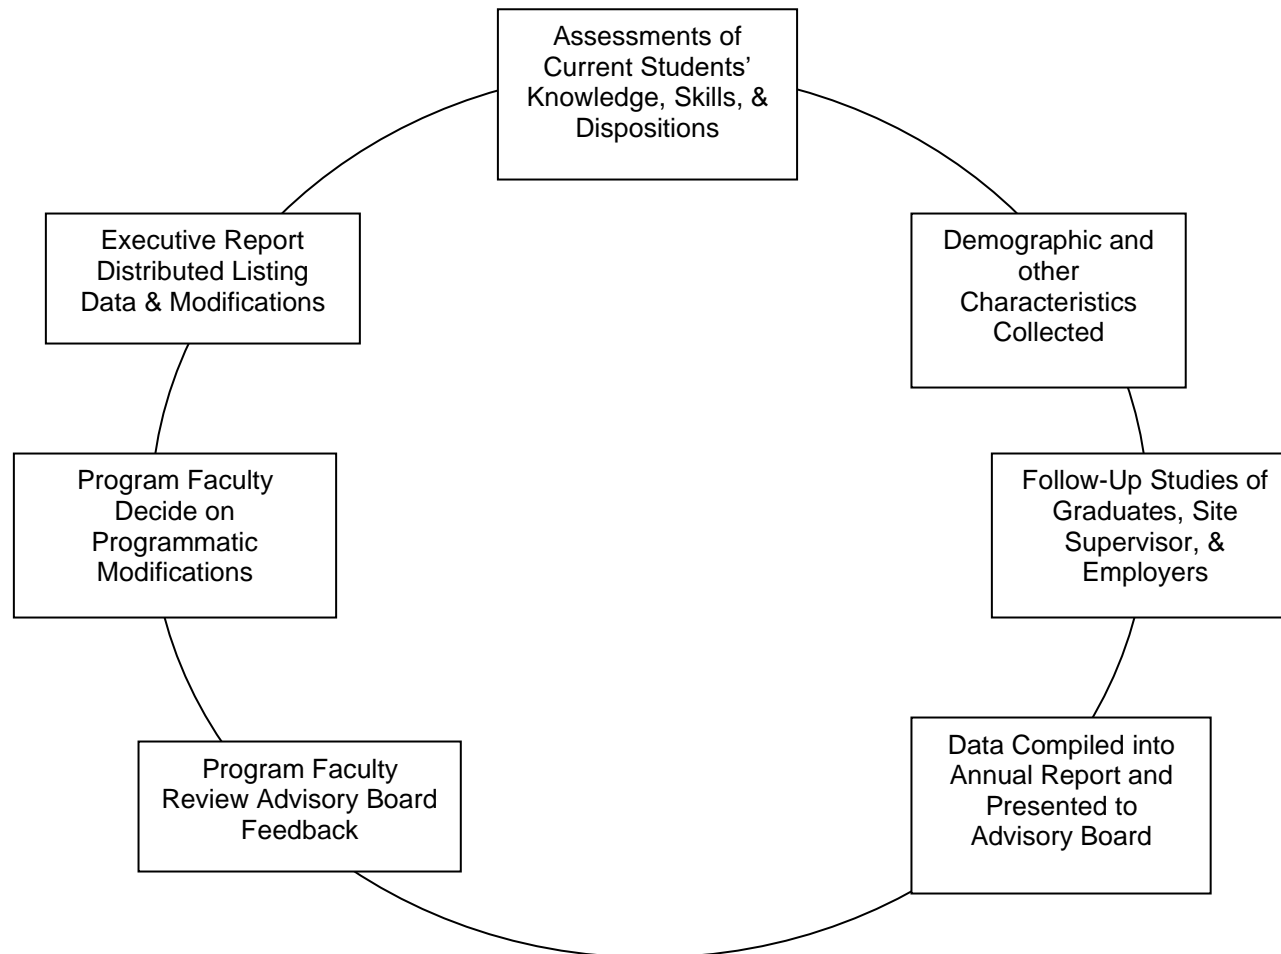 Assessments of
Current Students’
Knowledge, Skills, &
Dispositions
Demographic and
other
Characteristics
Collected
Follow-Up Studies of
Graduates, Site
Supervisor, &
Employers
Data Compiled into
Annual Report and
Presented to
Advisory Board
Program Faculty
Review Advisory Board
Feedback
Program Faculty
Decide on
Programmatic
Modifications
Executive Report
Distributed Listing
Data & Modifications